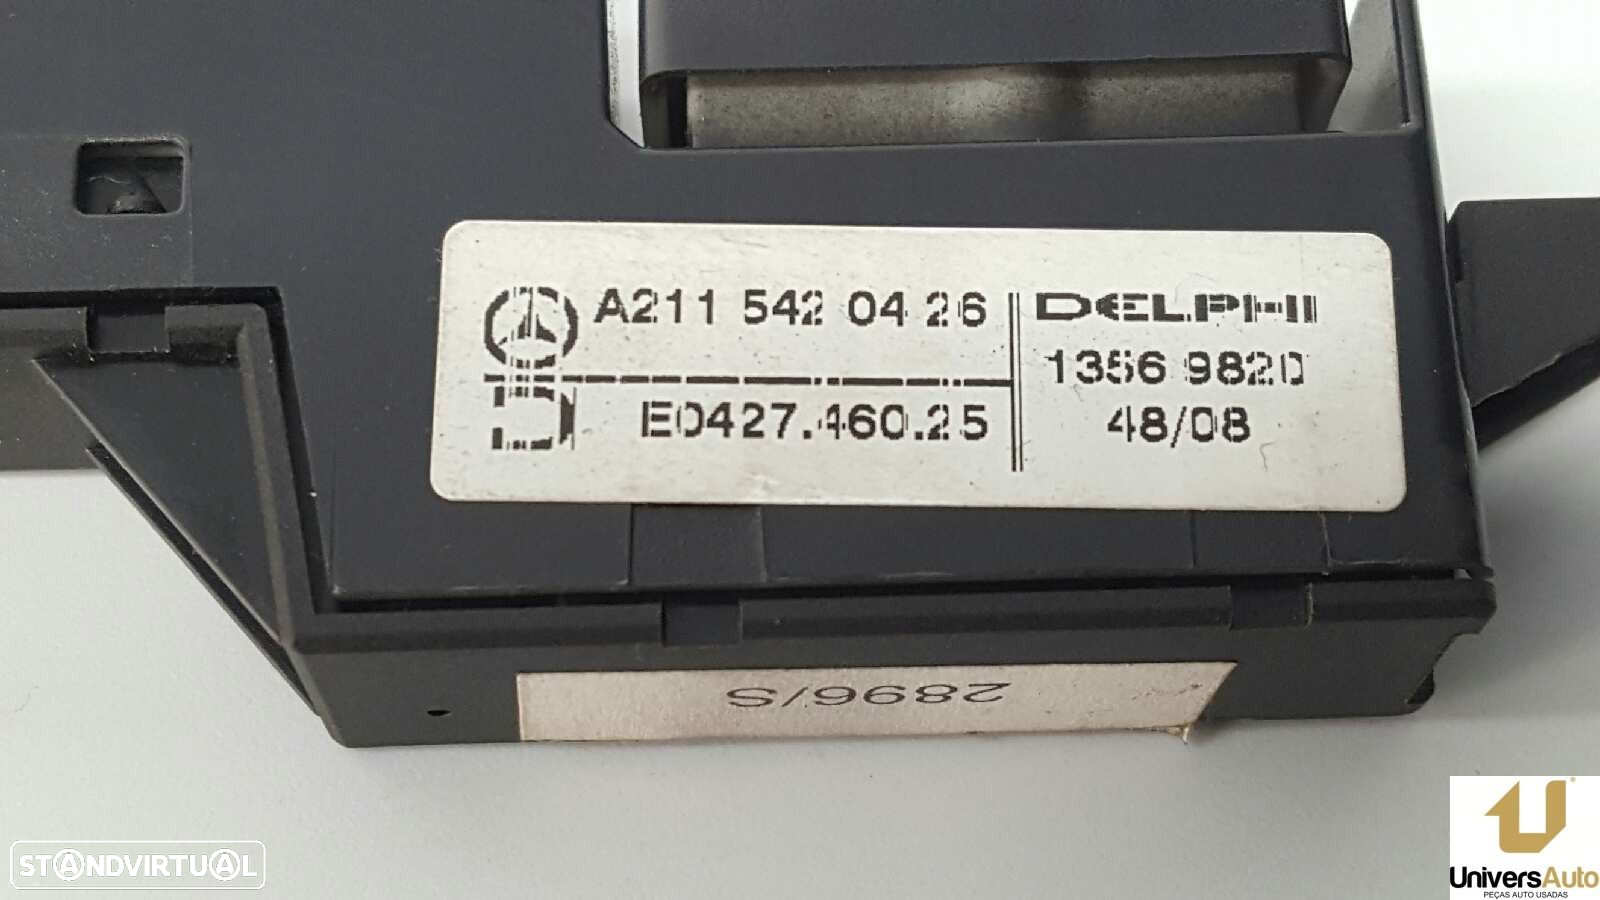 A211 542 04 26
E0427.460.25
DELPHI
1356 9820
48/08
2896/S
STANDVIRTUAL
UniversAuto
PEÇAS AUTO USADAS